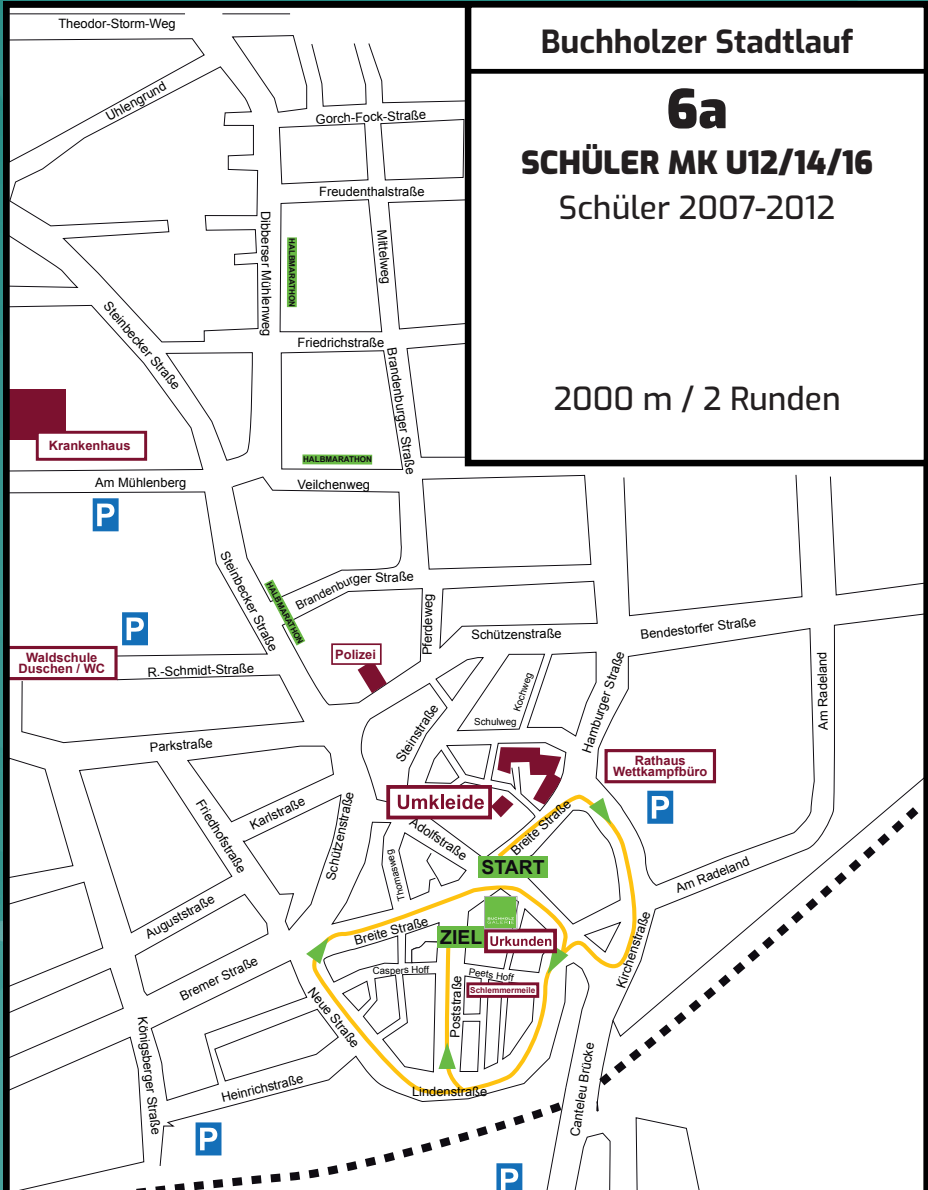 Buchholzer Stadtlauf
6a
SCHÜLER MK U12/14/16
Schüler 2007-2012
2000 m / 2 Runden
Theodor-Storm-Weg
Uhlengrund
Gorch-Fock-Straße
Freudenthalstraße
Dibberser Mühlenweg
HALBMARATHON
Mittelweg
Steinbecker Straße
Friedrichstraße
Brandenburger Straße
Krankenhaus
HALBMARATHON
Am Mühlenberg
Veilchenweg
P
Steinbecker Straße
HALBMARATHON
Brandenburger Straße
Pferdeweg
P
Schützenstraße
Bendestorfer Straße
Waldschule
Duschen / WC
R.-Schmidt-Straße
Polizei
Kochweg
Schulweg
Hamburger Straße
Am Radeland
Steinstraße
Parkstraße
Rathaus
Wettkampfbüro
P
Umkleide
Friedhofstraße
Karlstraße
Schützenstraße
Adolfstraße
Breite Straße
Thomasweg
START
Am Radeland
Auguststraße
Breite Straße
ZIEL
Urkunden
BUCHHOLZ
Kirchenstraße
Bremer Straße
Caspers Hoff
Peets Hoff
Schlemmermeile
Neue Straße
Poststraße
Königsberger Straße
Heinrichstraße
Lindenstraße
Canteleu Brücke
P
P